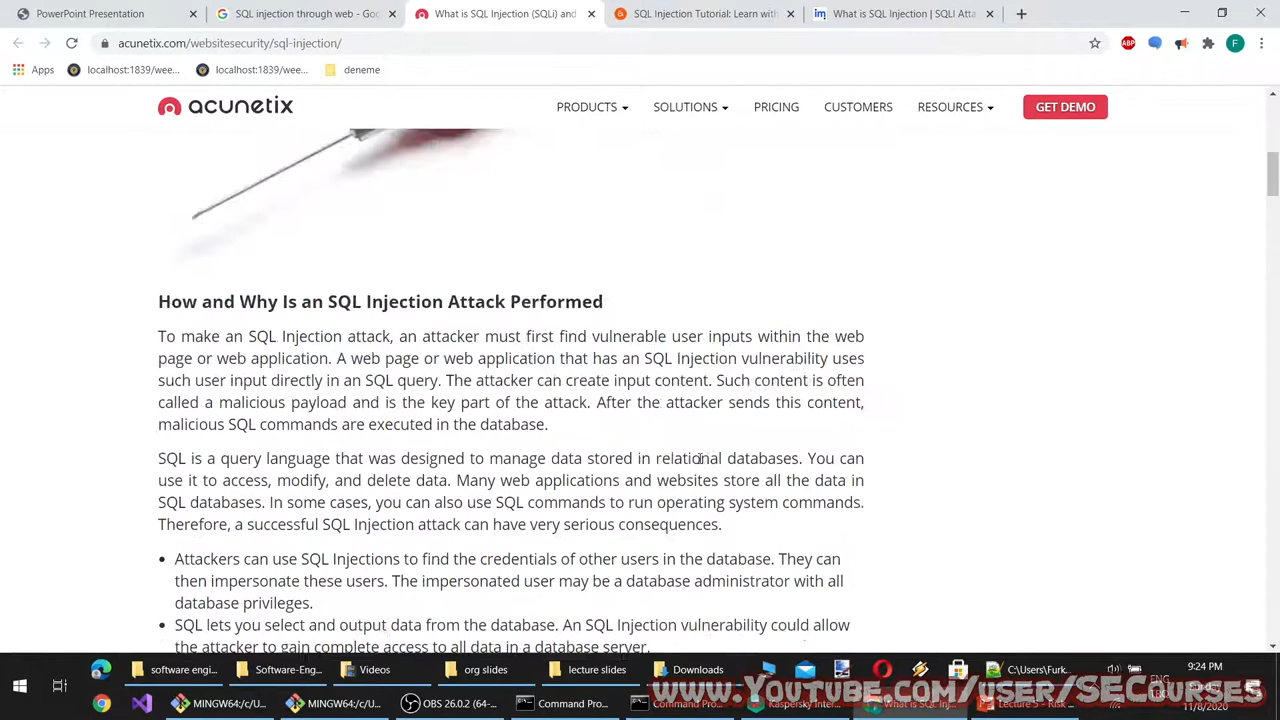 PowerPoint Presentation
SQL injection through web - Goo
What is SQL Injection (SQLi) and
SQL Injection Tutorial: Learn with
What is SQL Injection | SQLI Atta
acunetix.com/websitesecurity/sql-injection/
ABP
F
Apps
localhost:1839/wee...
localhost:1839/wee...
deneme
acunetix
PRODUCTS
SOLUTIONS
PRICING
CUSTOMERS
RESOURCES
GET DEMO
How and Why Is an SQL Injection Attack Performed
To make an SQL Injection attack, an attacker must first find vulnerable user inputs within the web
page or web application. A web page or web application that has an SQL Injection vulnerability uses
such user input directly in an SQL query. The attacker can create input content. Such content is often
called a malicious payload and is the key part of the attack. After the attacker sends this content,
malicious SQL commands are executed in the database.
SQL is a query language that was designed to manage data stored in relational databases. You can
use it to access, modify, and delete data. Many web applications and websites store all the data in
SQL databases. In some cases, you can also use SQL commands to run operating system commands.
Therefore, a successful SQL Injection attack can have very serious consequences.
• Attackers can use SQL Injections to find the credentials of other users in the database. They can
then impersonate these users. The impersonated user may be a database administrator with all
database privileges.
• SQL lets you select and output data from the database. An SQL Injection vulnerability could allow
the attacker to gain complete access to all data in a database server.
software engi...
Software-Eng...
Videos
org slides
lecture slides
Downloads
C:\Users\Furk...
ENG
9:24 PM
MINGW64:/c/U...
MINGW64:/c/U...
OBS 26.0.2 (64-...
Command Pro...
Command Pro...
Kaspersky Inter...
What is SQL Inj...
Lecture 5 - Risk ...
11/8/2020
www.Youtube.com/user/SECourses